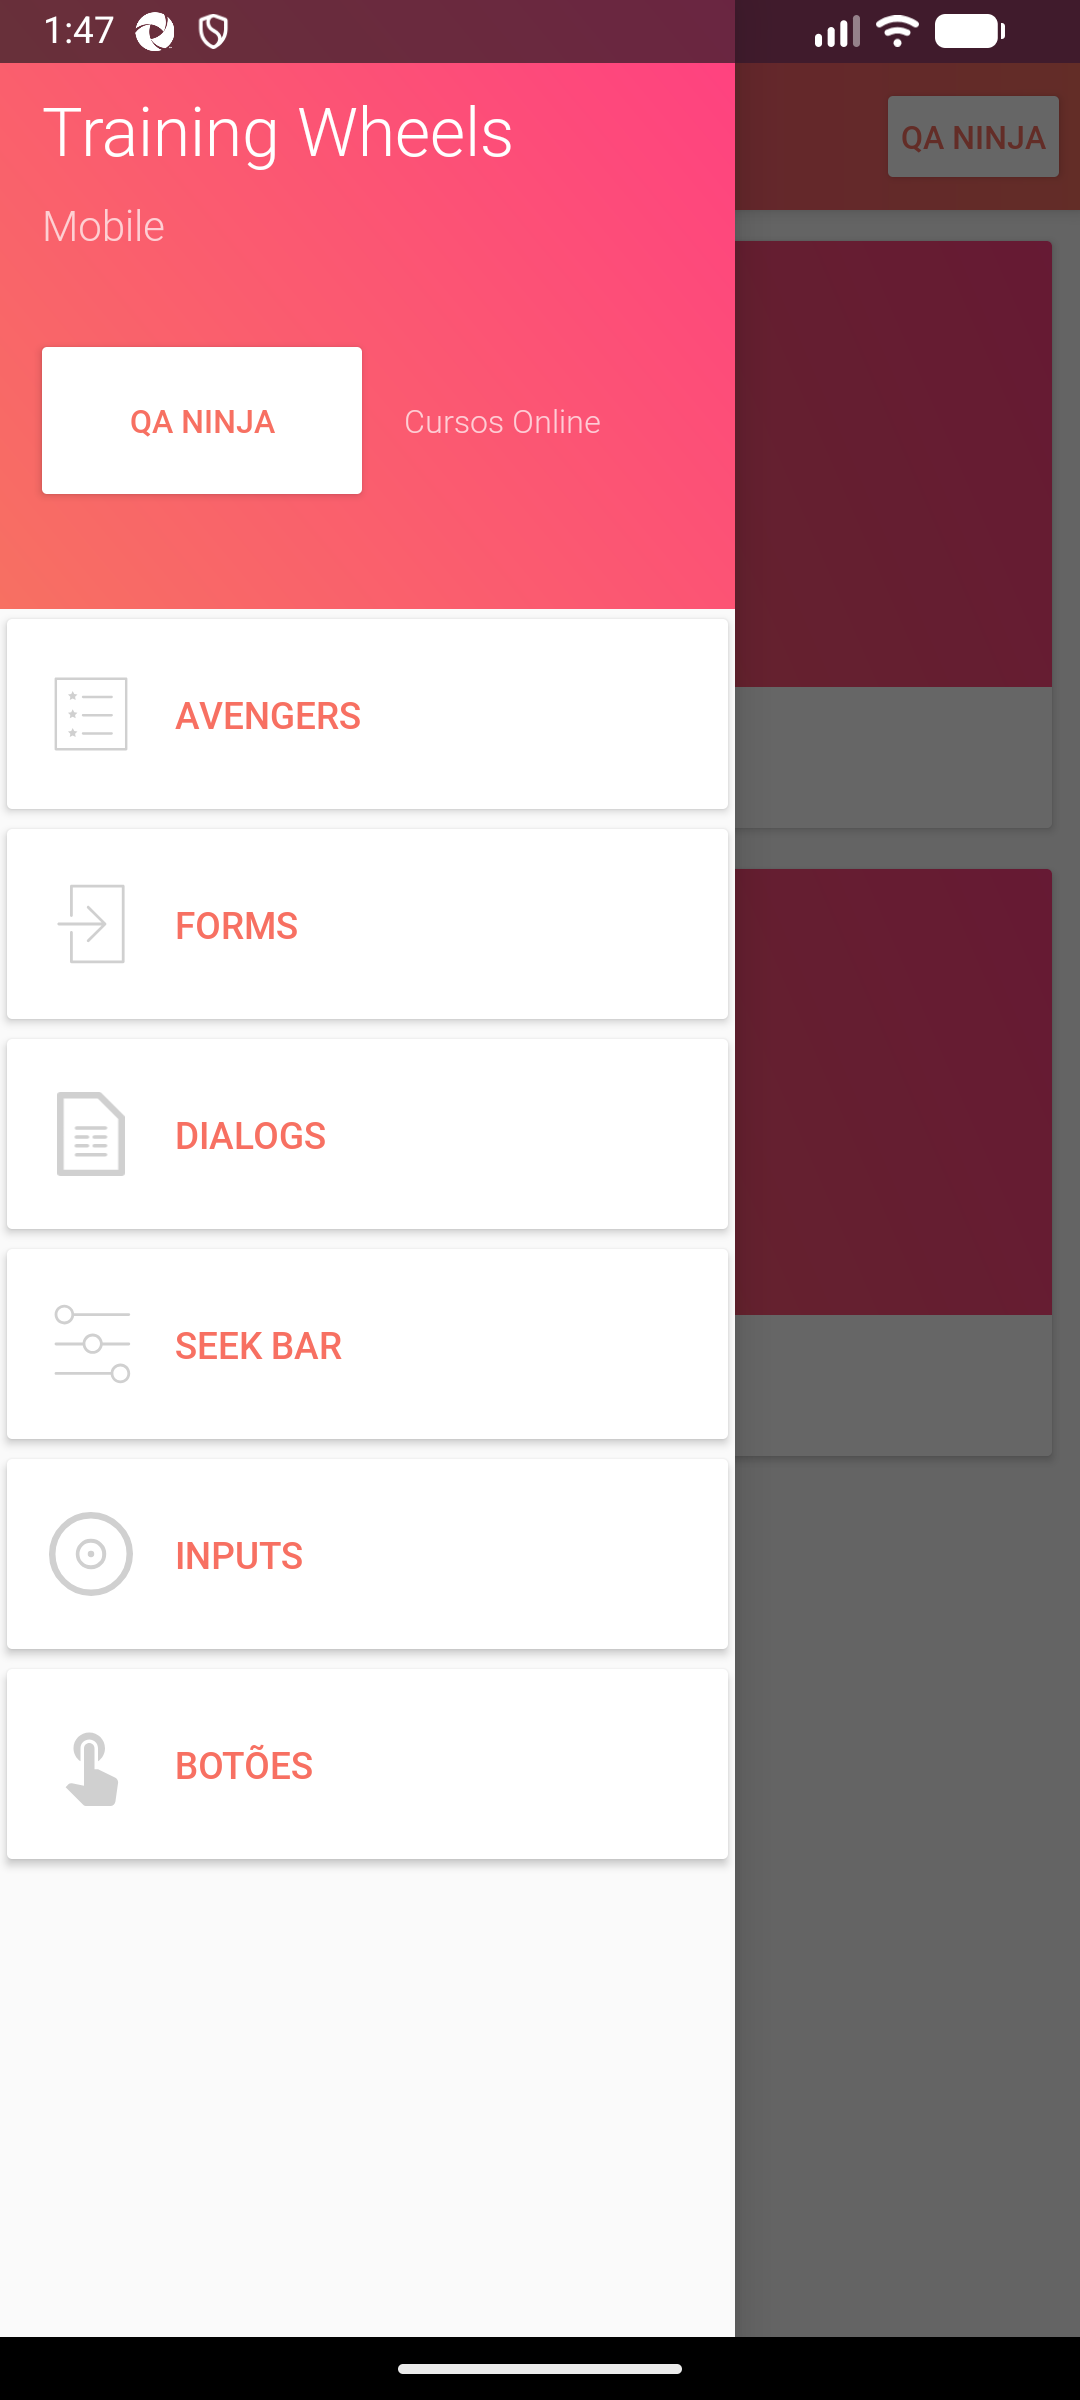 1:47
Training Wheels
QA NINJA
Mobile
QA NINJA
Cursos Online
AVENGERS
FORMS
DIALOGS
SEEK BAR
INPUTS
BOTÕES